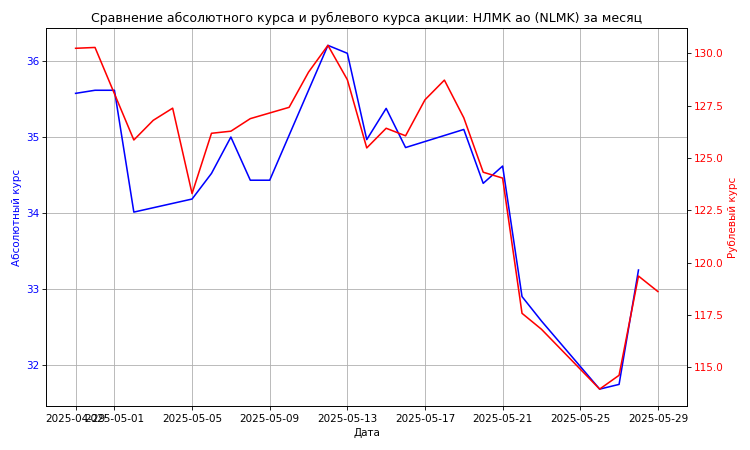 Сравнение абсолютного курса и рублевого курса акции: НЛМК ао (NLMK) за месяц
Абсолютный курс
36
35
34
33
32
130.0
127.5
125.0
122.5
120.0
117.5
115.0
Рублевый курс
2025-04-29 2025-05-01 2025-05-05 2025-05-09 2025-05-13 2025-05-17 2025-05-21 2025-05-25 2025-05-29
Дата